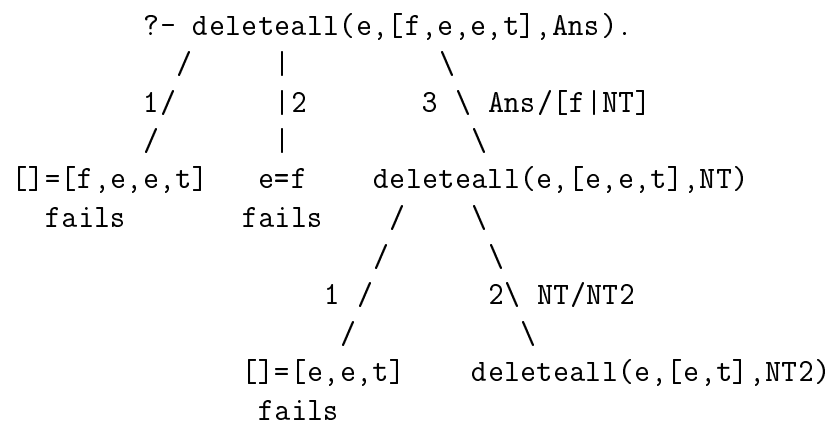 ?- deleteall(e,[f,e,e,t],Ans).
/ | \
1/ |2 3 \ Ans/[f|NT]
/ | \
[]=[f,e,e,t] e=f deleteall(e,[e,e,t],NT)
fails fails / \
/ \
1 / 2\ NT/NT2
/ \
[]=[e,e,t] deleteall(e,[e,t],NT2)
fails